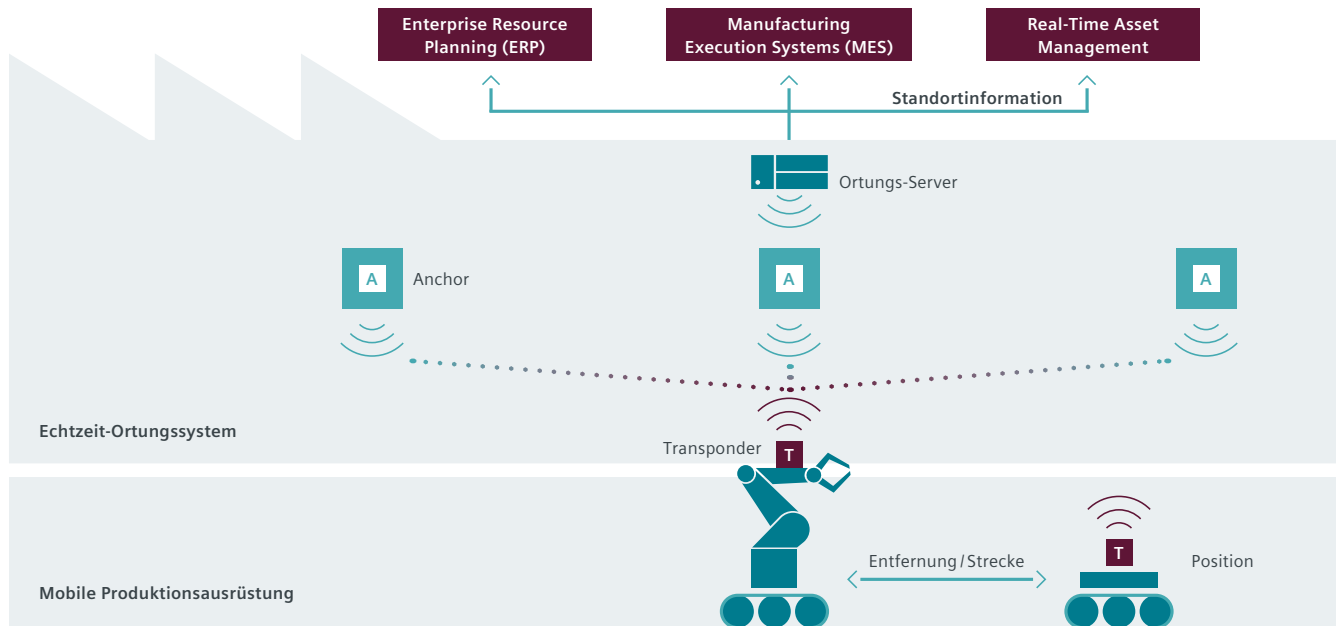 Enterprise Resource
Planning (ERP)
Manufacturing
Execution Systems (MES)
Real-Time Asset
Management
Standortinformation
Ortungs-Server
A
Anchor
A
A
Echtzeit-Ortungssystem
Transponder
T
T
Entfernung/Strecke
Position
Mobile Produktionsausrüstung